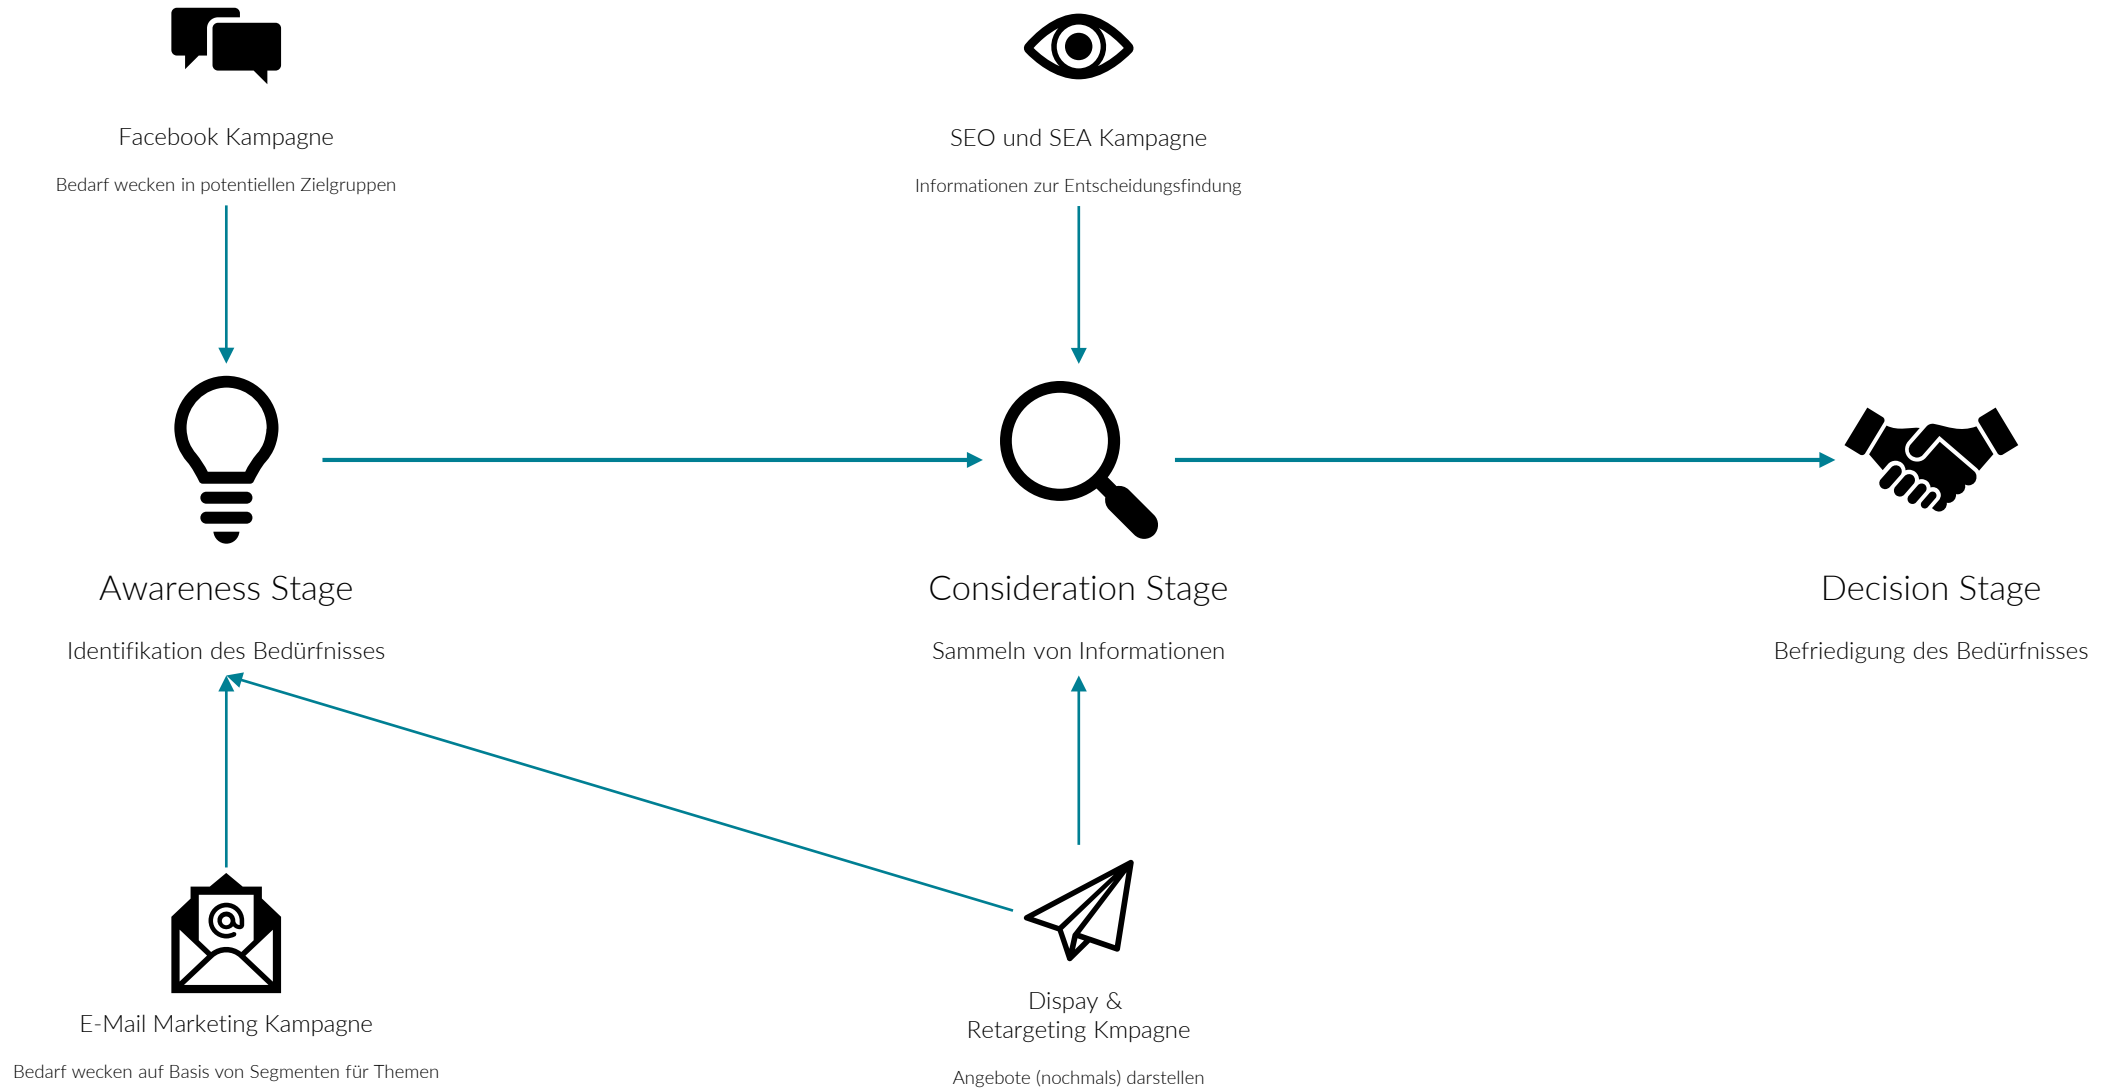 Facebook Kampagne
Bedarf wecken in potentiellen Zielgruppen
SEO und SEA Kampagne
Informationen zur Entscheidungsfindung
Awareness Stage
Identifikation des Bedürfnisses
Consideration Stage
Sammeln von Informationen
Decision Stage
Befriedigung des Bedürfnisses
@
E-Mail Marketing Kampagne
Bedarf wecken auf Basis von Segmenten für Themen
Dispay &
Retargeting Kmpagne
Angebote (nochmals) darstellen